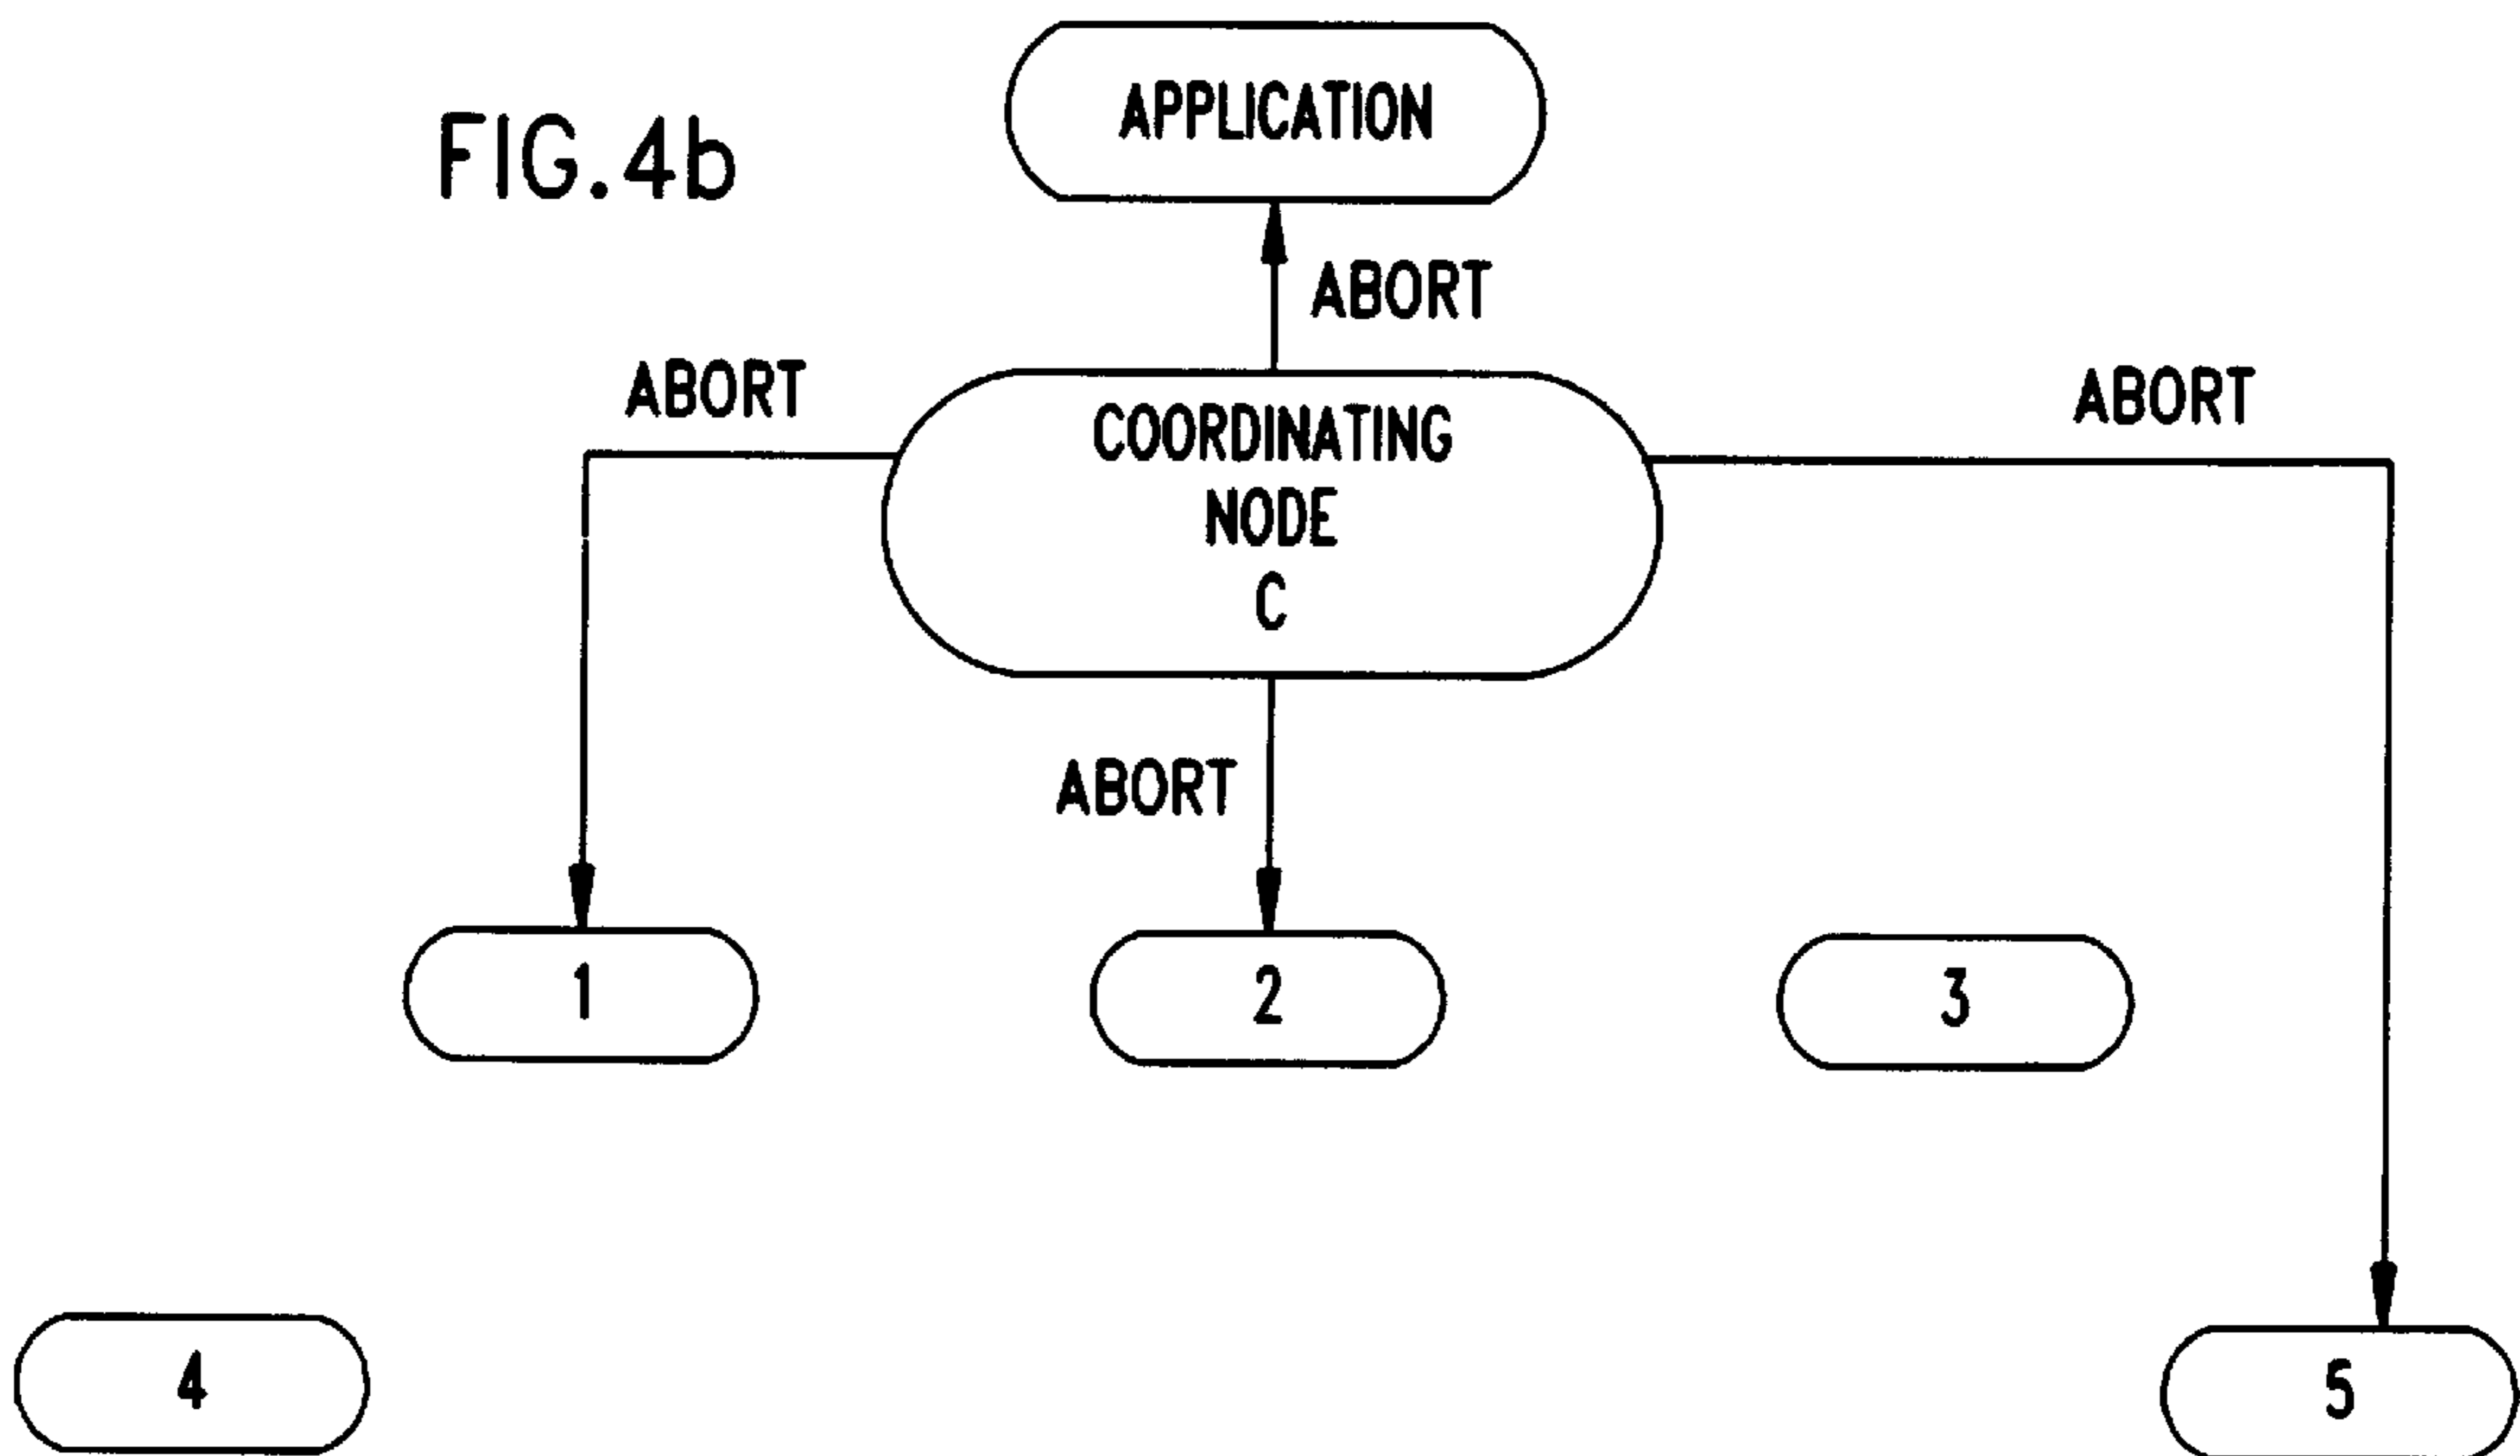 FIG.4b
APPLICATION
ABORT
ABORT
ABORT
COORDINATING
NODE
C
ABORT
1
2
3
4
5